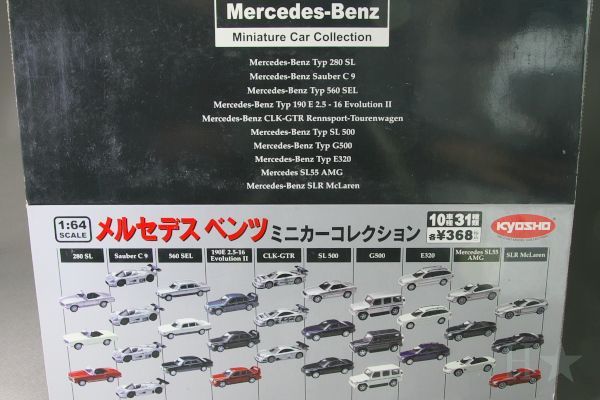 Mercedes-Benz
Miniature Car Collection
Mercedes-Benz Typ 280 SL
Mercedes-Benz Sauber C 9
Mercedes-Benz Typ 560 SEL
Mercedes-Benz Typ 190 E 2.5 - 16 Evolution II
Mercedes-Benz CLK-GTR Rennsport-Tourenwagen
Mercedes-Benz Typ SL 500
Mercedes-Benz Typ G500
Mercedes-Benz Typ E320
Mercedes SL55 AMG
Mercedes-Benz SLR McLaren
1:64 SCALE メルセデス ベンツ ミニカーコレクション 10車種31種 各¥368 KYOSHO
280 SL
Sauber C 9
560 SEL
190E 2.5-16 Evolution II
CLK-GTR
SL 500
G500
E320
Mercedes SL55 AMG
SLR McLaren